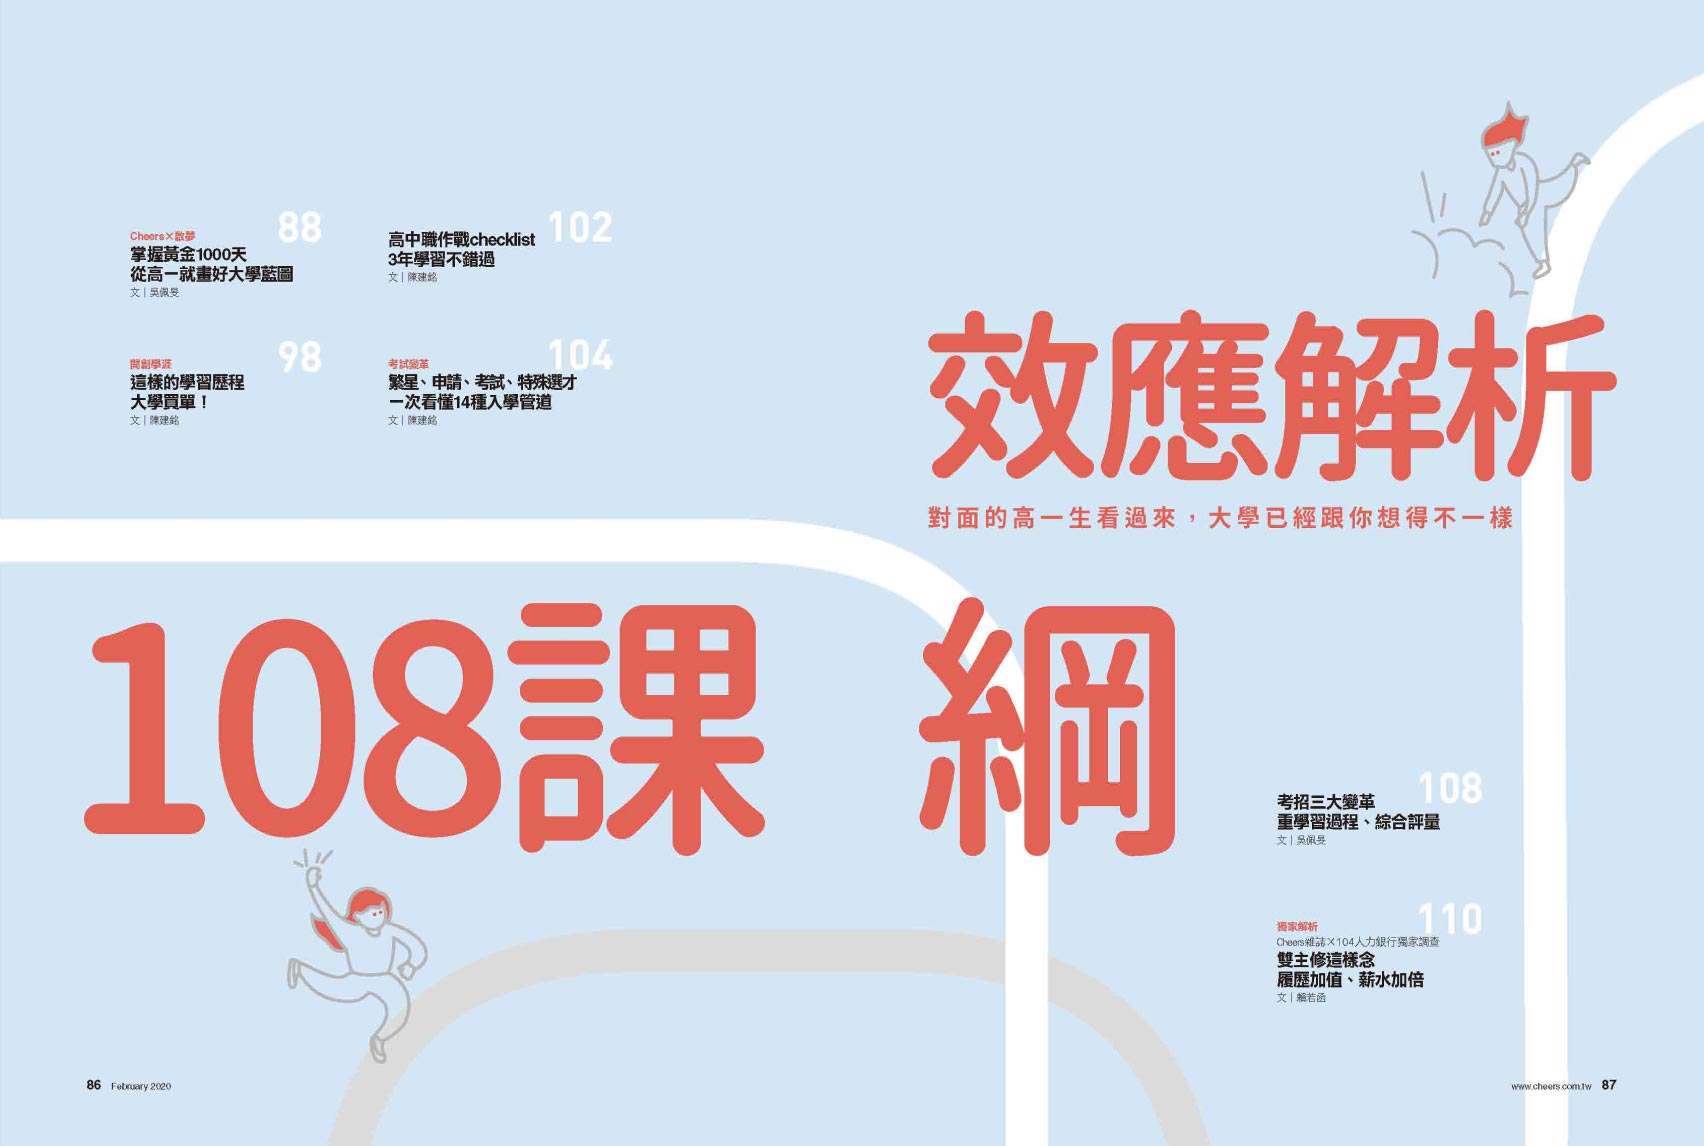 Cheers×啟夢
88
掌握黃金1000天
從高一就畫好大學藍圖
文｜吳佩旻
102
高中職作戰checklist
3年學習不錯過
文｜陳建銘
開創學涯
98
這樣的學習歷程
大學買單！
文｜陳建銘
考試變革
104
繁星、申請、考試、特殊選才
一次看懂14種入學管道
文｜陳建銘
效應解析
對面的高一生看過來，大學已經跟你想得不一樣
108課綱
108
考招三大變革
重學習過程、綜合評量
文｜吳佩旻
獨家解析
110
Cheers雜誌×104人力銀行獨家調查
雙主修這樣念
履歷加值、薪水加倍
文｜賴若函
86 February 2020
www.cheers.com.tw 87